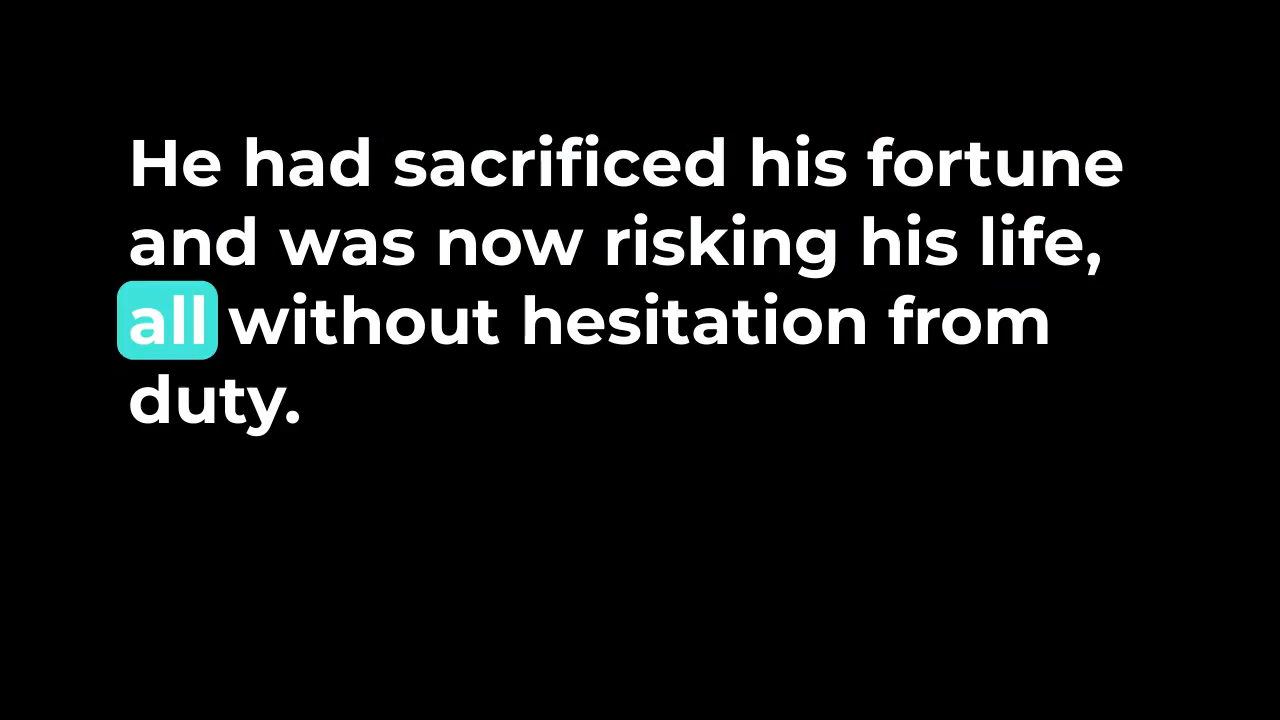 He had sacrificed his fortune
and was now risking his life,
all without hesitation from
duty.